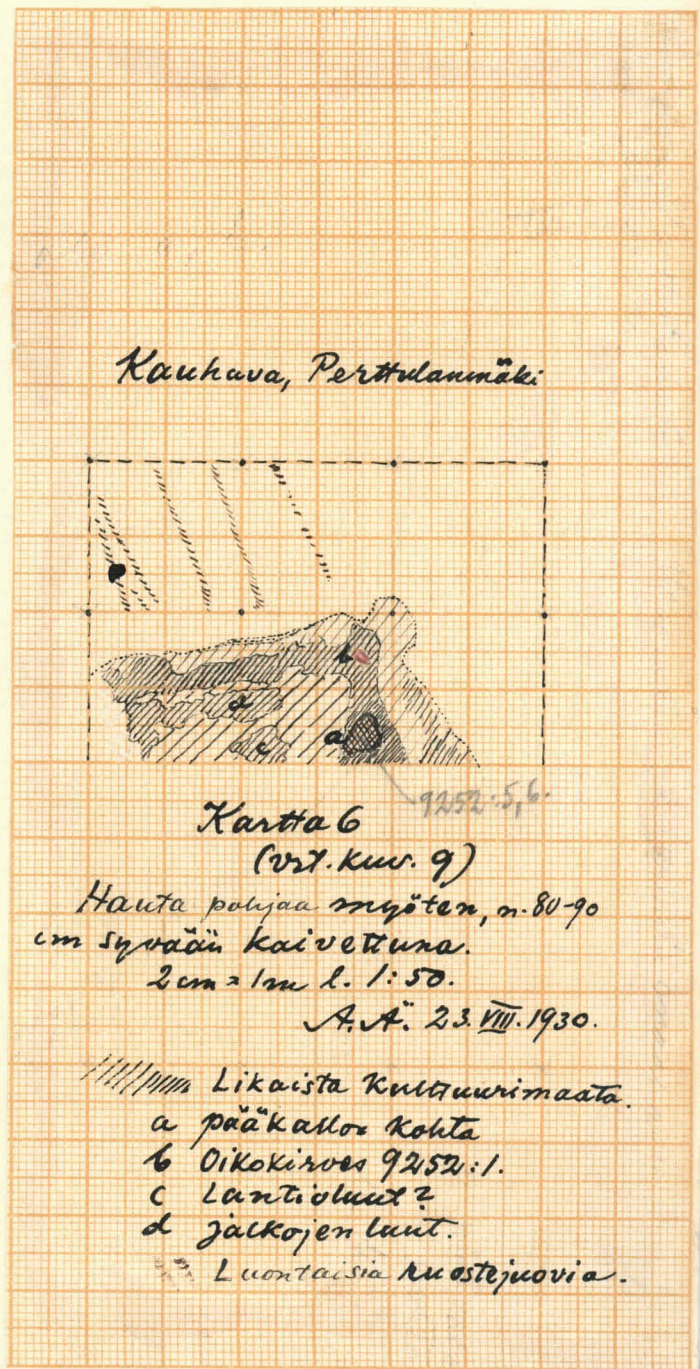 Kauhava, Perttulanmäki
b
d
c
a
9252:5,6.
Kartta 6
(vrt. kuv. 9)
Hauta pohjaa myöten, n. 80-90
cm syvään kaivettuna.
2 cm = 1 m l. 1:50.
A. Ä. 23. VIII. 1930.
Likaista kulttuurimaata.
a pääkallon kohta
b Oikokirves 9252:1.
c Lantioluut?
d jalkojen luut.
Luontaisia ruostejuovia.